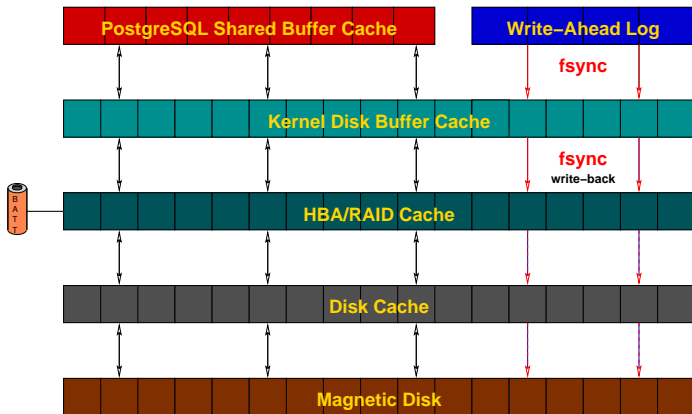 PostgreSQL Shared Buffer Cache
Write−Ahead Log
fsync
Kernel Disk Buffer Cache
fsync
write−back
B
A
T
T
HBA/RAID Cache
Disk Cache
Magnetic Disk